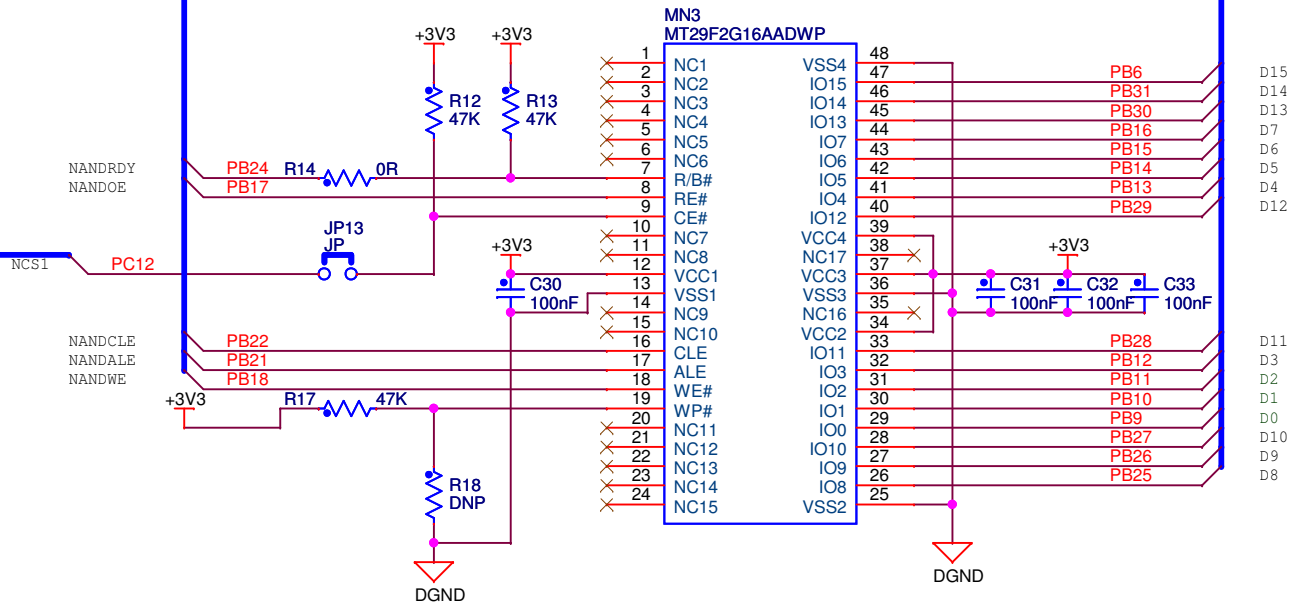 MN3
MT29F2G16AADWP
+3V3 +3V3
R12 47K
R13 47K
NANDRDY PB24 R14 0R
NANDOE PB17
JP13
JP
NCS1 PC12
+3V3
C30 100nF
NANDCLE PB22
NANDALE PB21
NANDWE PB18
+3V3 R17 47K
R18 DNP
DGND
1 NC1
2 NC2
3 NC3
4 NC4
5 NC5
6 NC6
7 R/B#
8 RE#
9 CE#
10 NC7
11 NC8
12 VCC1
13 VSS1
14 NC9
15 NC10
16 CLE
17 ALE
18 WE#
19 WP#
20 NC11
21 NC12
22 NC13
23 NC14
24 NC15
VSS4 48
IO15 47 PB6 D15
IO14 46 PB31 D14
IO13 45 PB30 D13
IO7 44 PB16 D7
IO6 43 PB15 D6
IO5 42 PB14 D5
IO4 41 PB13 D4
IO12 40 PB29 D12
VCC4 39
NC17 38
VCC3 37
VSS3 36
NC16 35
VCC2 34
+3V3
C31 100nF
C32 100nF
C33 100nF
IO11 33 PB28 D11
IO3 32 PB12 D3
IO2 31 PB11 D2
IO1 30 PB10 D1
IO0 29 PB9 D0
IO10 28 PB27 D10
IO9 27 PB26 D9
IO8 26 PB25 D8
VSS2 25
DGND